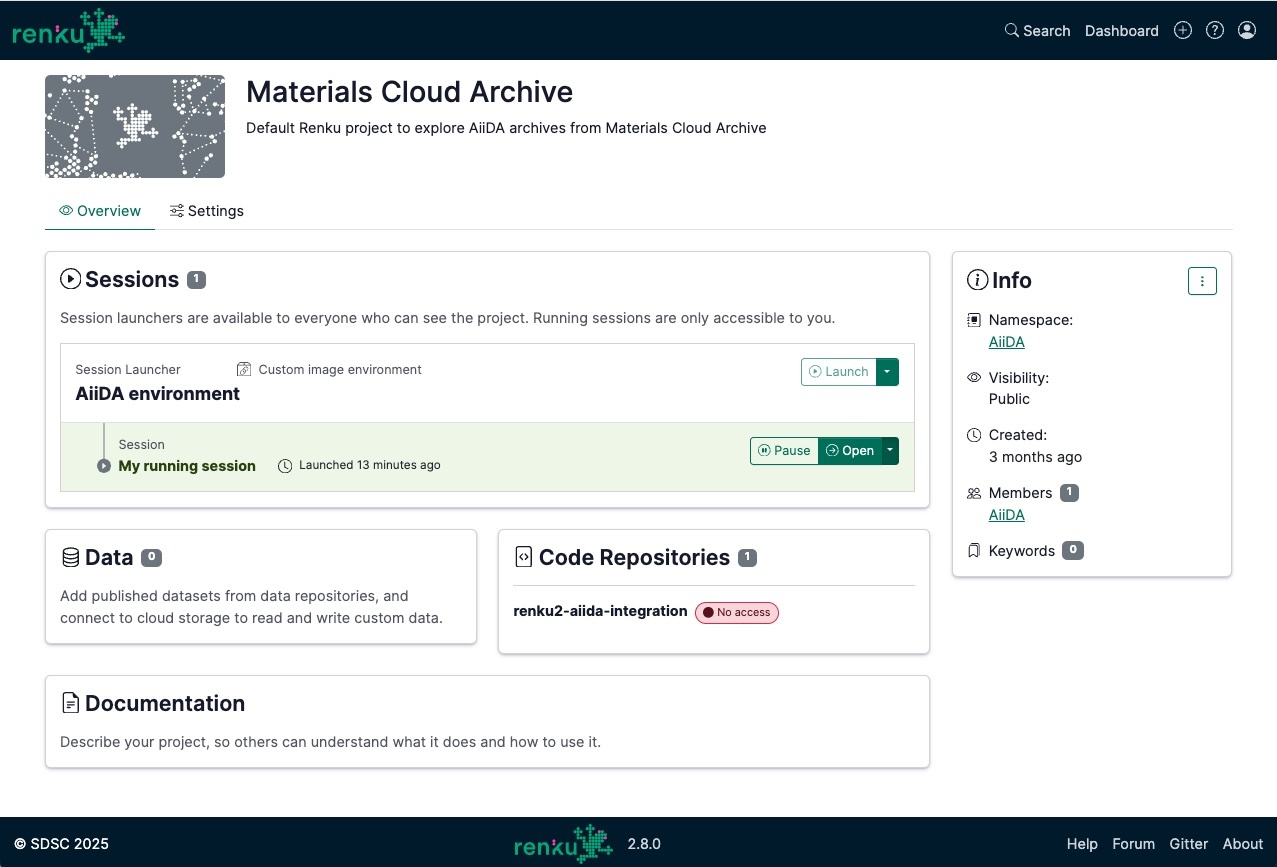 renku
Search Dashboard
Materials Cloud Archive
Default Renku project to explore AiiDA archives from Materials Cloud Archive
Overview Settings
Sessions 1
Session launchers are available to everyone who can see the project. Running sessions are only accessible to you.
Session Launcher Custom image environment
AiiDA environment
Launch
Session
My running session Launched 13 minutes ago
Pause Open
Data 0
Add published datasets from data repositories, and
connect to cloud storage to read and write custom data.
Code Repositories 1
renku2-aiida-integration No access
Documentation
Describe your project, so others can understand what it does and how to use it.
Info
Namespace:
AiiDA
Visibility:
Public
Created:
3 months ago
Members 1
AiiDA
Keywords 0
© SDSC 2025
renku 2.8.0
Help Forum Gitter About